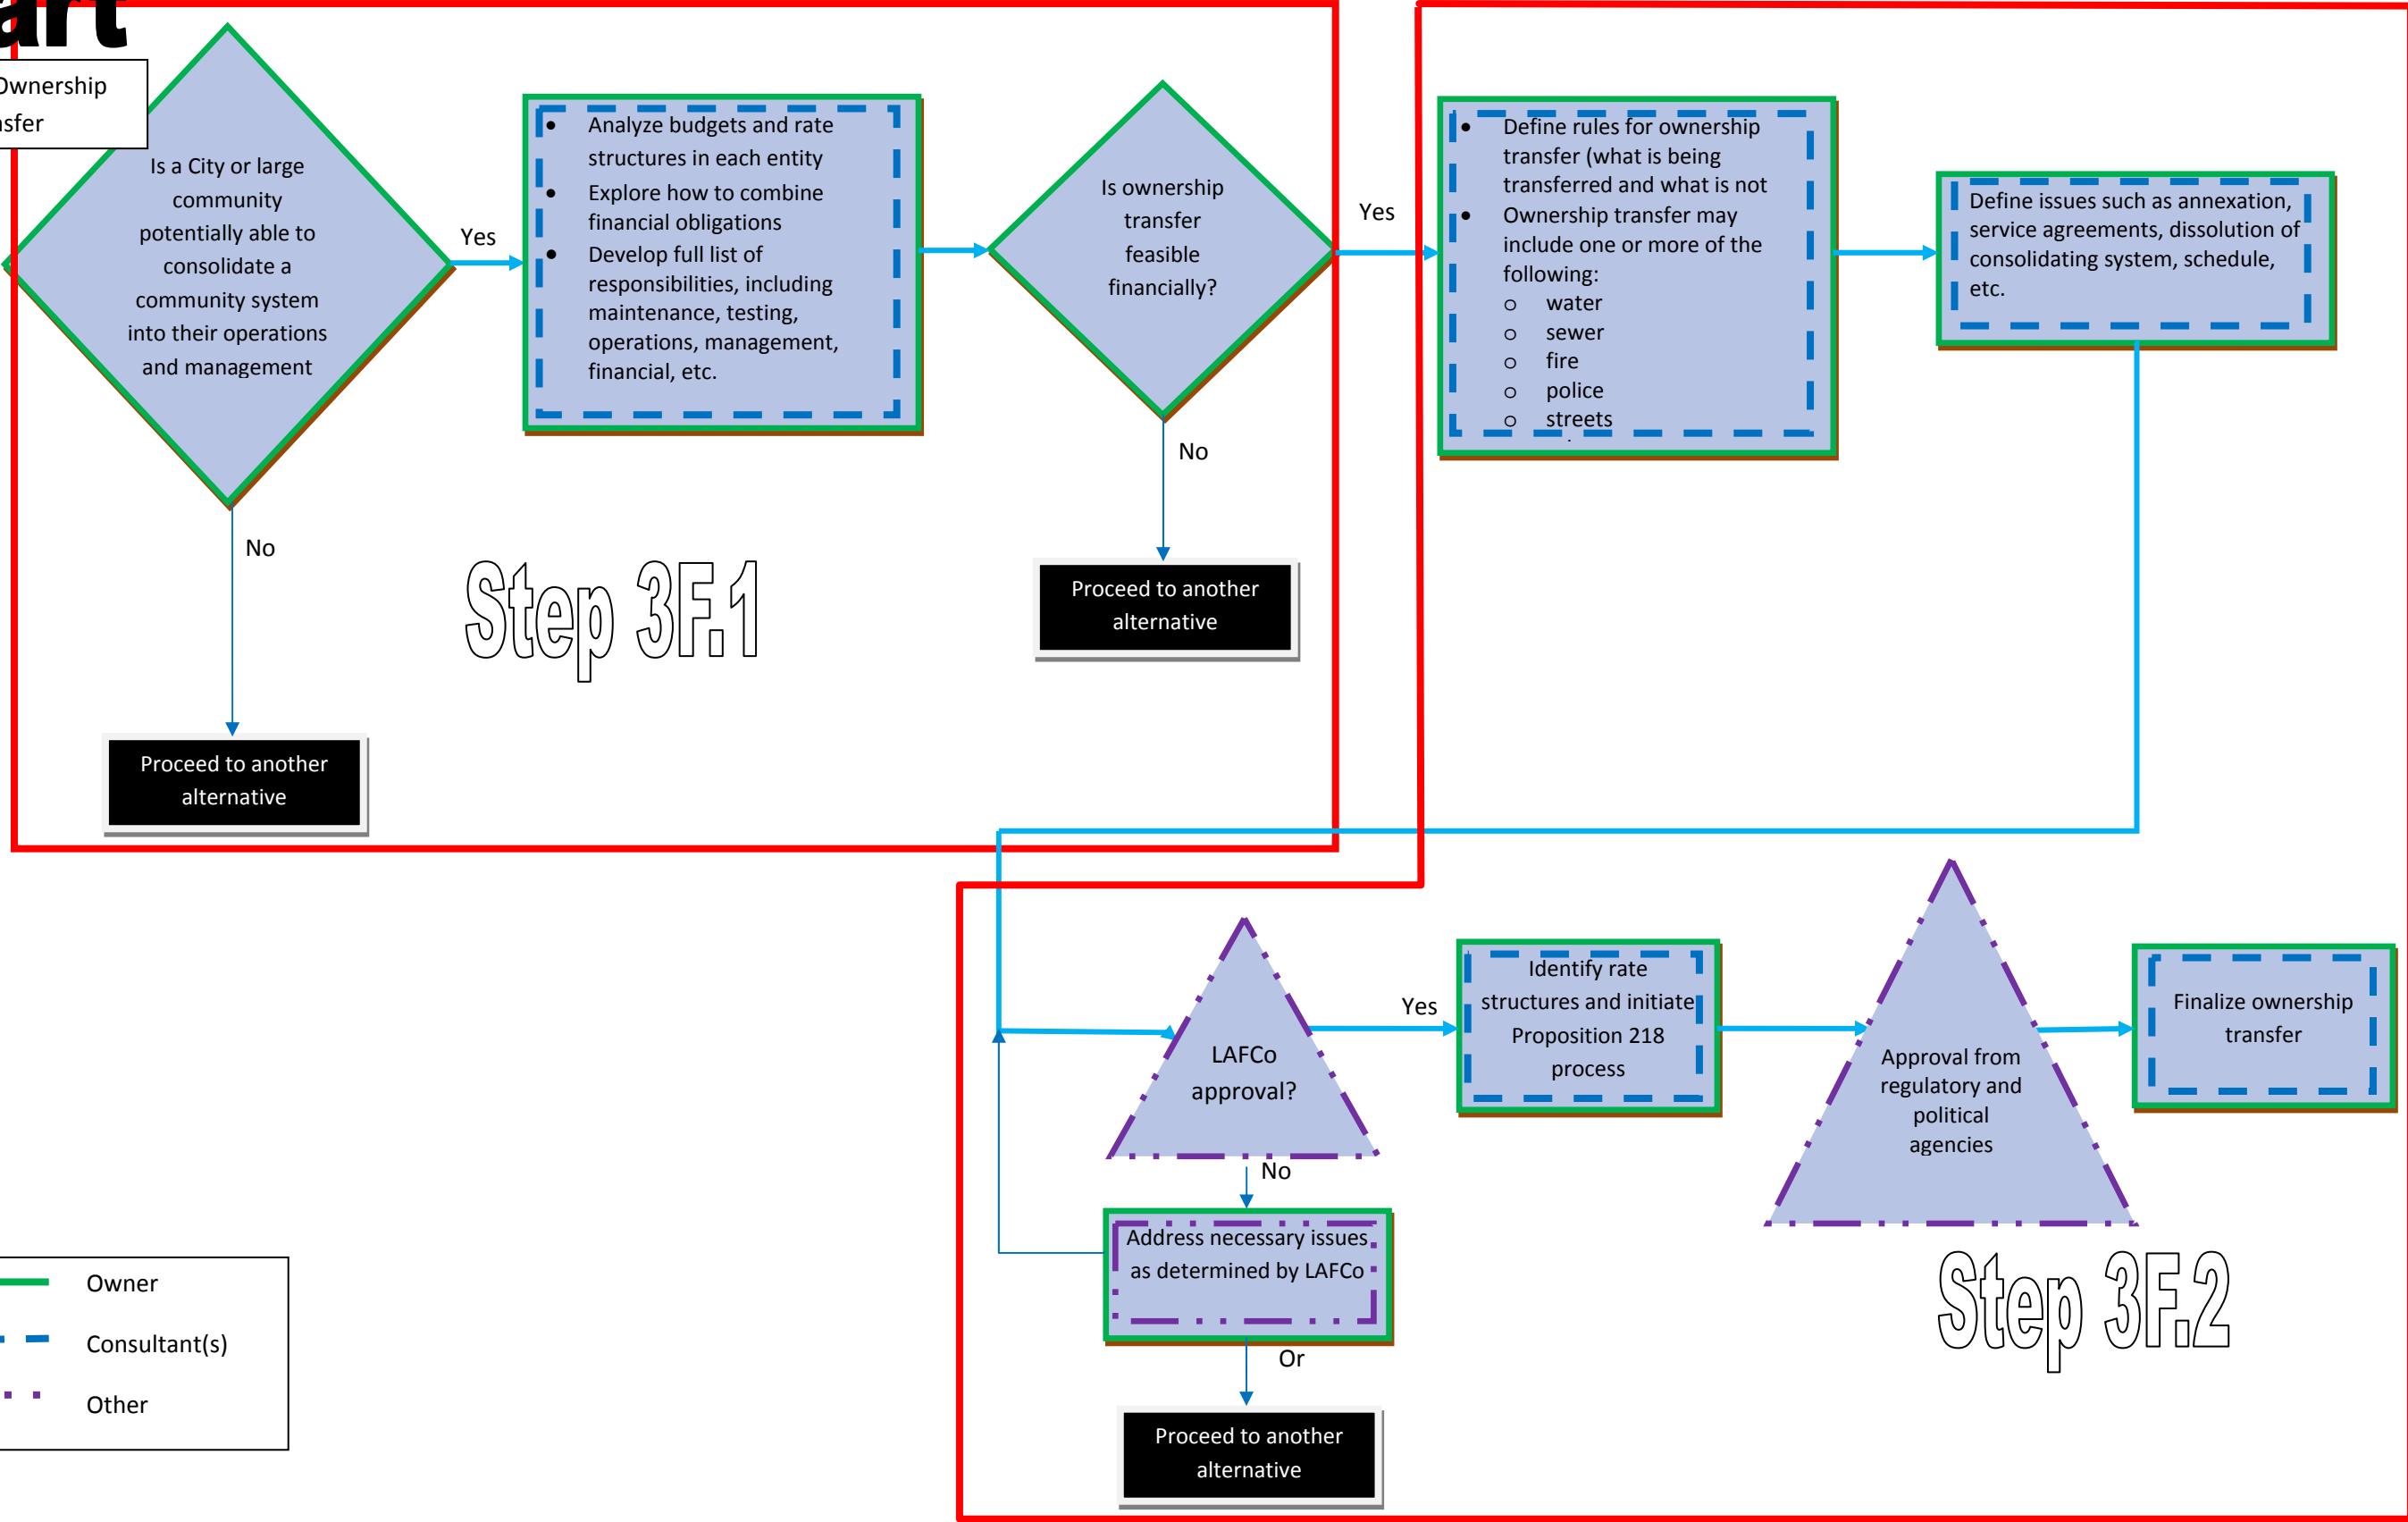 art
Ownership
nsfer
Is a City or large
community
potentially able to
consolidate a
community system
into their operations
and management
Yes
No
Proceed to another
alternative
• Analyze budgets and rate
structures in each entity
• Explore how to combine
financial obligations
• Develop full list of
responsibilities, including
maintenance, testing,
operations, management,
financial, etc.
Is ownership
transfer
feasible
financially?
Yes
No
Proceed to another
alternative
Step 3F.1
• Define rules for ownership
transfer (what is being
transferred and what is not
• Ownership transfer may
include one or more of the
following:
o water
o sewer
o fire
o police
o streets
Define issues such as annexation,
service agreements, dissolution of
consolidating system, schedule,
etc.
LAFCo
approval?
Yes
No
Address necessary issues
as determined by LAFCo
Or
Proceed to another
alternative
Identify rate
structures and initiate
Proposition 218
process
Approval from
regulatory and
political
agencies
Finalize ownership
transfer
Step 3F.2
Owner
Consultant(s)
Other